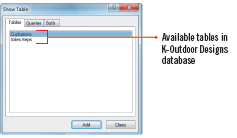 Show Table
Tables Queries Both
Customers
Sales Reps
Add Close
Available tables in
K-Outdoor Designs
database